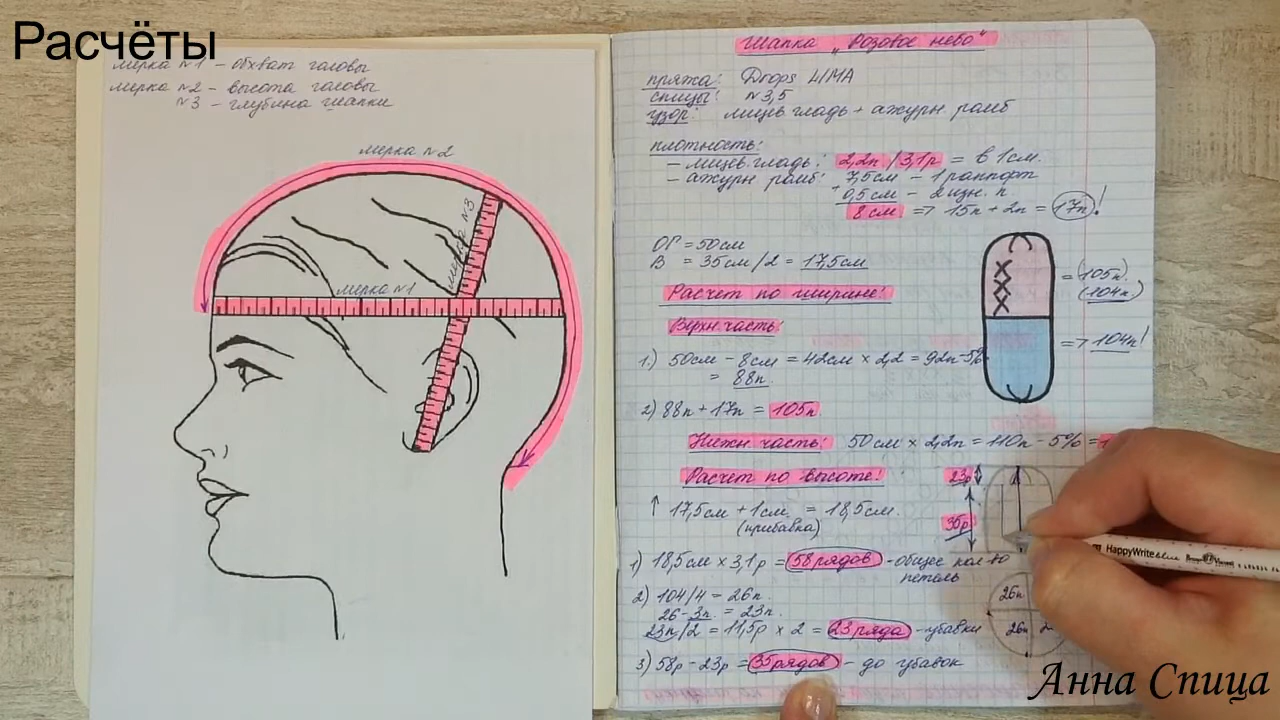 Расчёты
мерка №1 - обхват головы
мерка №2 - высота головы
№3 - глубина шапки
мерка №2
мерка №3
мерка №1
Шапка "Розовое небо"
пряжа: Drops LIMA
спицы: №3,5
узор: лицев. гладь + ажурн. ромб
плотность:
- лицев. гладь: 2,2п/3,1р = в 1см.
- ажурн. ромб: 7,5см - 1 раппорт
+ 0,5см - 2 изн. п.
8см => 15п + 2п = 17п!
ОГ = 50см
В = 35см/2 = 17,5см
= 105п.
(104п)
=> 104п!
Расчет по ширине:
Верхн. часть:
1.) 50см - 8см = 42см × 2,2 = 92п - 5%
= 88п.
2) 88п + 17п = 105п.
Нижн. часть: 50см × 2,2п = 110п - 5% =
Расчет по высоте!
23р
↑ 17,5см + 1см = 18,5см.
(прибавка)
35р
1) 18,5см × 3,1р = 58 рядов - общее кол-во
петель
2) 104/4 = 26п.
26 - 3п. = 23п.
23п/2 = 11,5р × 2 = 23 ряда - убавки
3) 58р - 23р = 35 рядов - до убавок
26п
26п
HappyWrite
Анна Спица